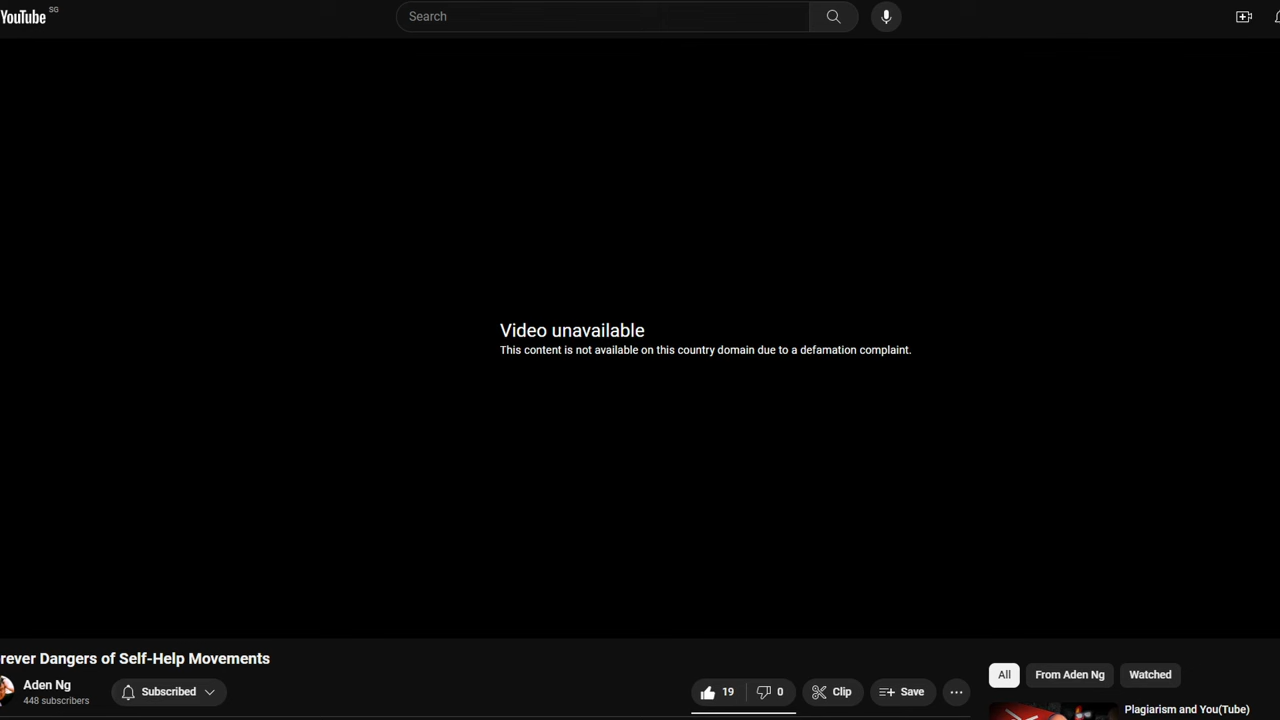 YouTube SG
Search
Video unavailable
This content is not available on this country domain due to a defamation complaint.
rever Dangers of Self-Help Movements
Aden Ng
448 subscribers
Subscribed
19
0
Clip
Save
All
From Aden Ng
Watched
Plagiarism and You(Tube)